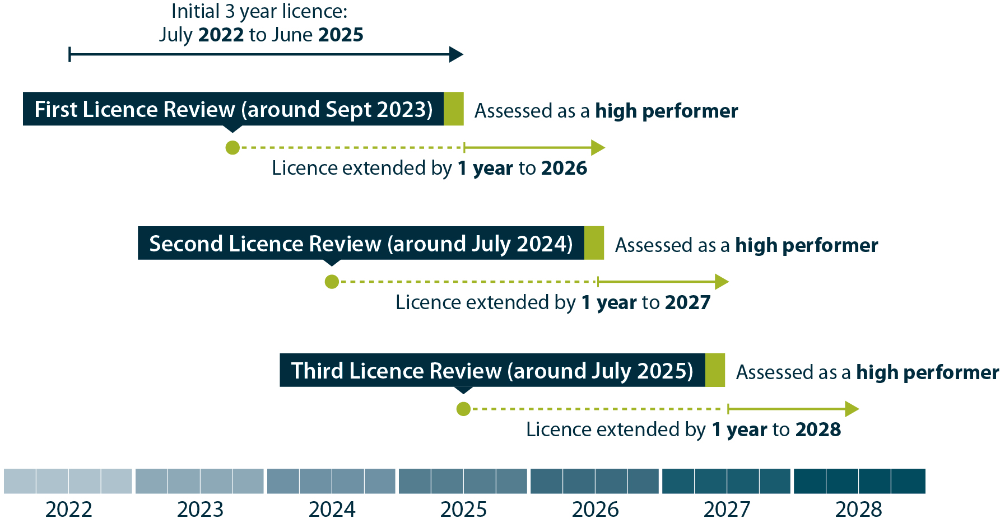 Initial 3 year licence:
July 2022 to June 2025
First Licence Review (around Sept 2023)
Assessed as a high performer
Licence extended by 1 year to 2026
Second Licence Review (around July 2024)
Assessed as a high performer
Licence extended by 1 year to 2027
Third Licence Review (around July 2025)
Assessed as a high performer
Licence extended by 1 year to 2028
2022 2023 2024 2025 2026 2027 2028